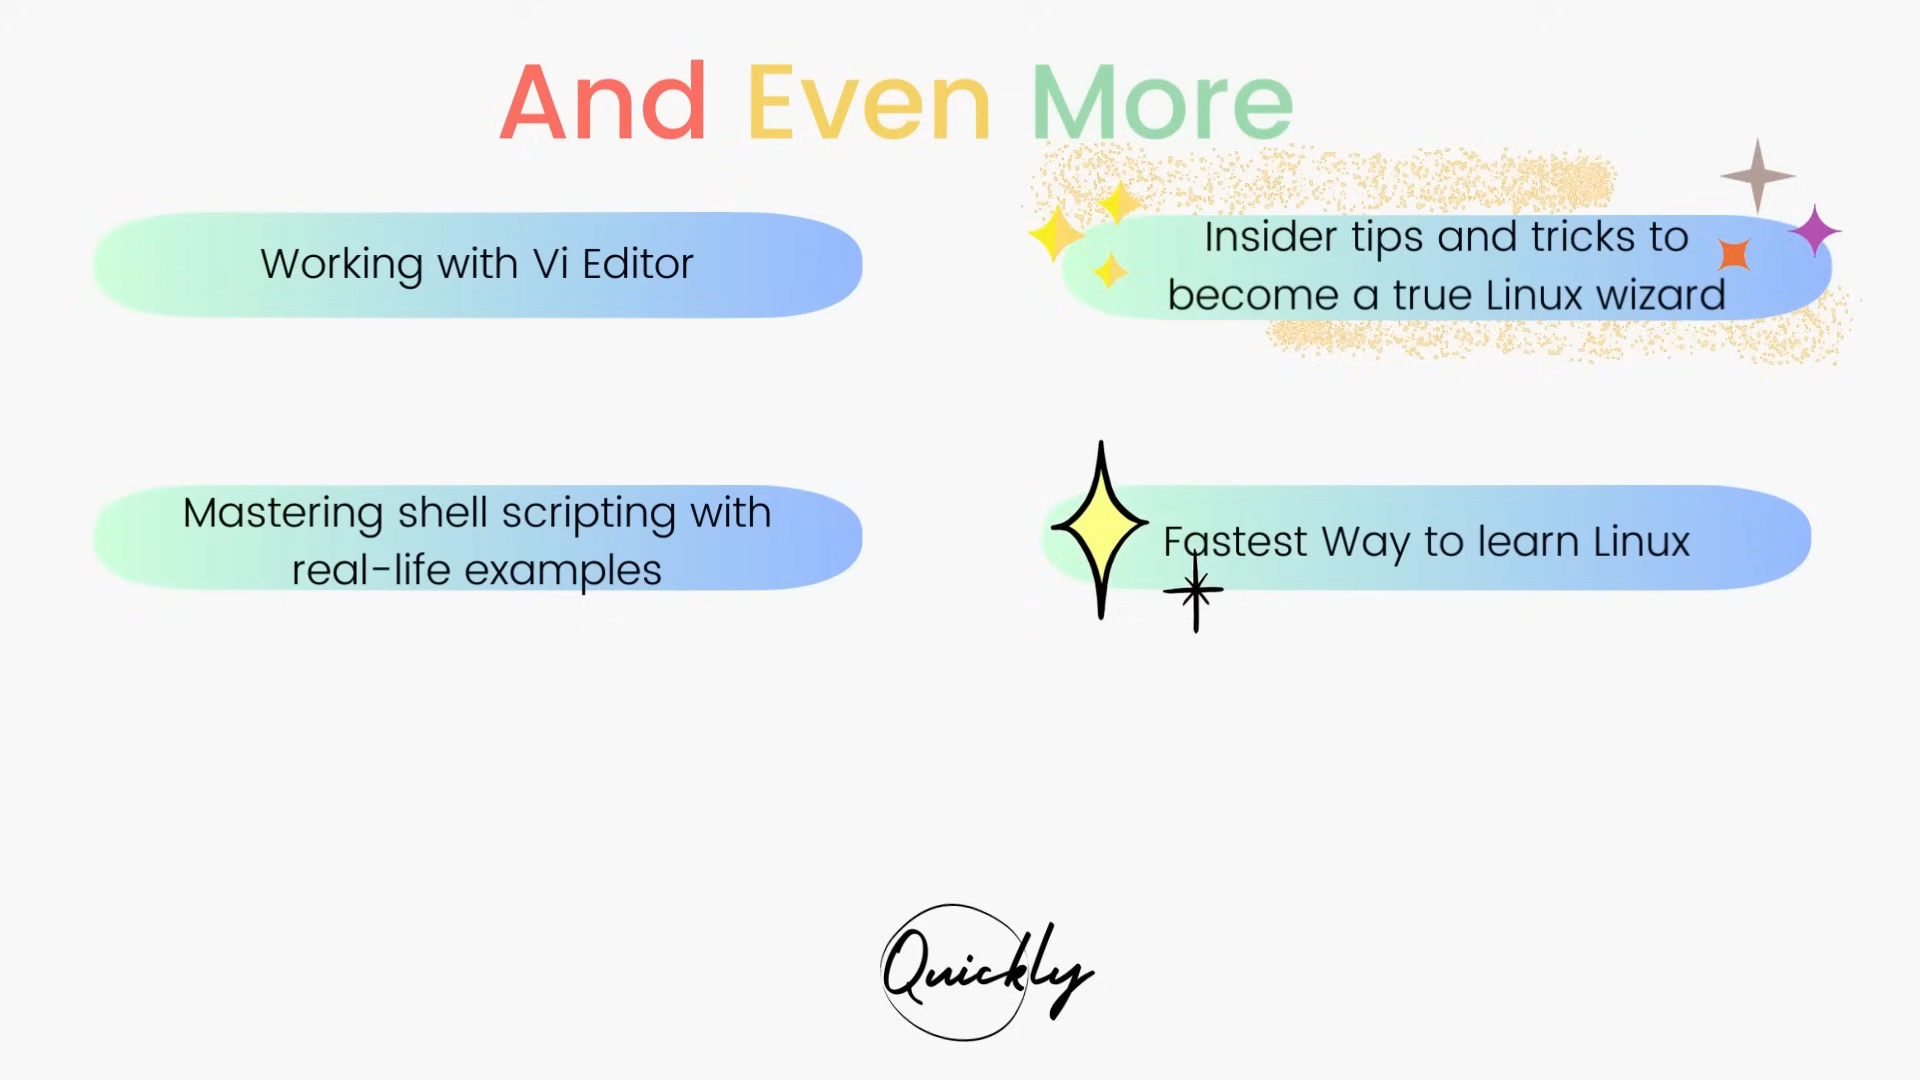 And Even More
Working with Vi Editor
Insider tips and tricks to
become a true Linux wizard
Mastering shell scripting with
real-life examples
Fastest Way to learn Linux
Quickly